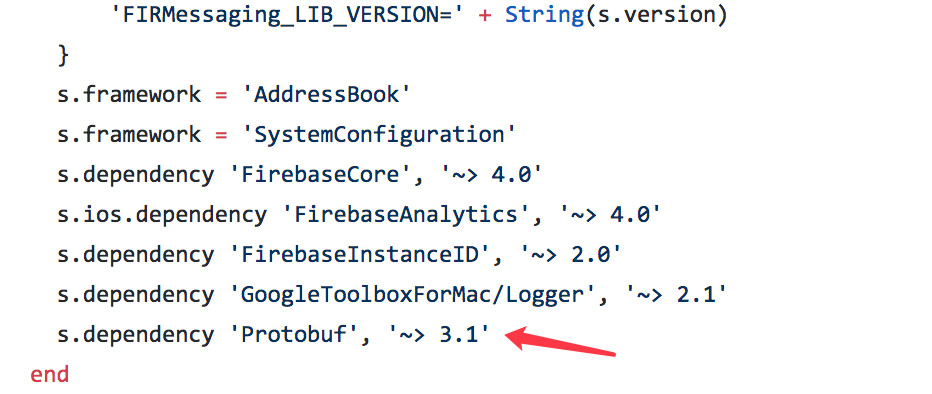 'FIRMessaging_LIB_VERSION=' + String(s.version)
}
s.framework = 'AddressBook'
s.framework = 'SystemConfiguration'
s.dependency 'FirebaseCore', '~> 4.0'
s.ios.dependency 'FirebaseAnalytics', '~> 4.0'
s.dependency 'FirebaseInstanceID', '~> 2.0'
s.dependency 'GoogleToolboxForMac/Logger', '~> 2.1'
s.dependency 'Protobuf', '~> 3.1'
end